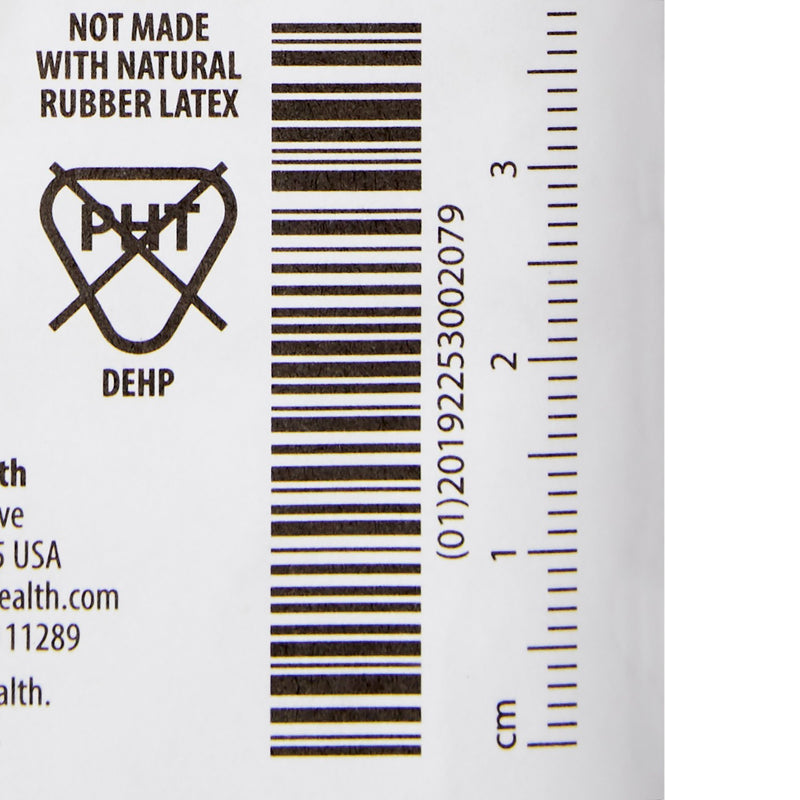 NOT MADE
WITH NATURAL
RUBBER LATEX
PHT
DEHP
th
ve
5 USA
ealth.com
11289
alth.
(01)20192253002079
3
2
1
cm